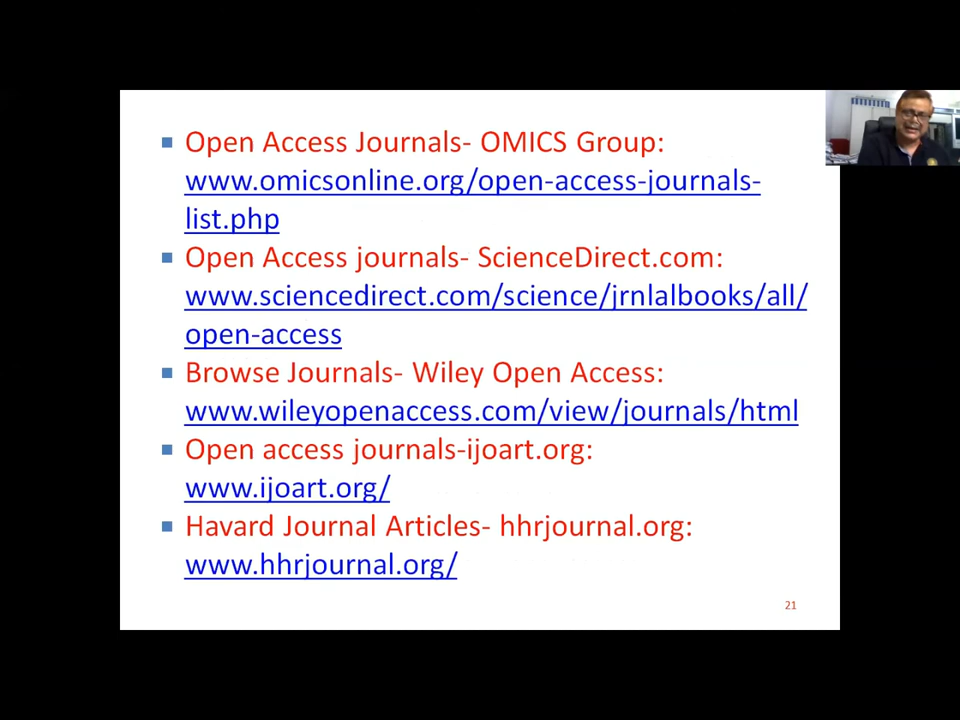 Open Access Journals- OMICS Group:
www.omicsonline.org/open-access-journals-
list.php
Open Access journals- ScienceDirect.com:
www.sciencedirect.com/science/jrnlalbooks/all/
open-access
Browse Journals- Wiley Open Access:
www.wileyopenaccess.com/view/journals/html
Open access journals-ijoart.org:
www.ijoart.org/
Havard Journal Articles- hhrjournal.org:
www.hhrjournal.org/
21